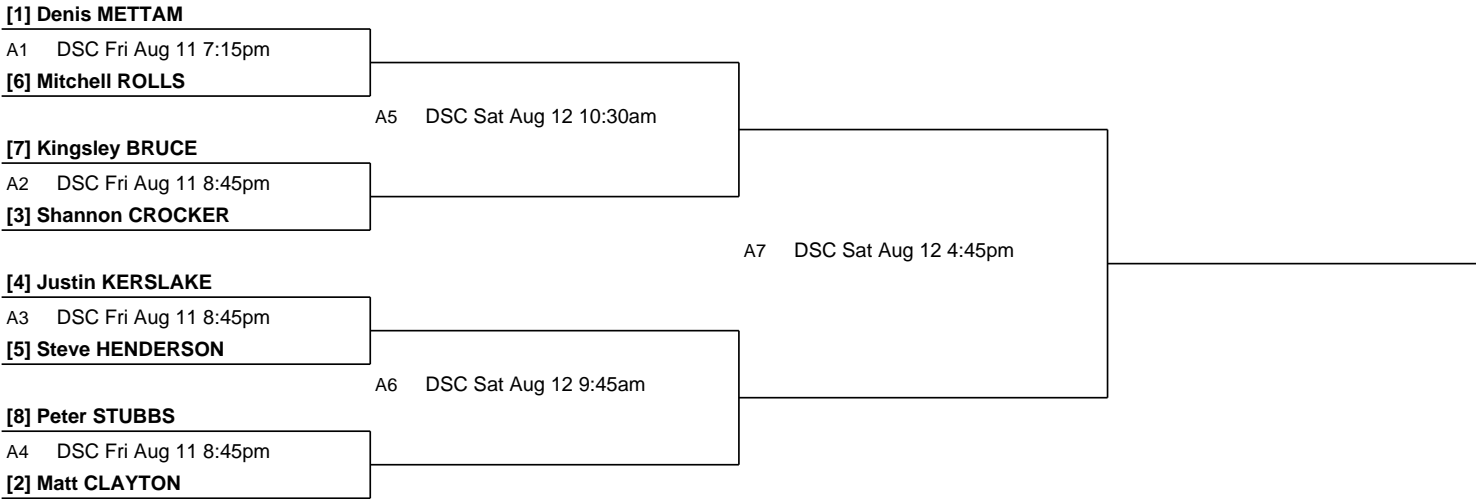 [1] Denis METTAM
A1 DSC Fri Aug 11 7:15pm
[6] Mitchell ROLLS
A5 DSC Sat Aug 12 10:30am
[7] Kingsley BRUCE
A2 DSC Fri Aug 11 8:45pm
[3] Shannon CROCKER
A7 DSC Sat Aug 12 4:45pm
[4] Justin KERSLAKE
A3 DSC Fri Aug 11 8:45pm
[5] Steve HENDERSON
A6 DSC Sat Aug 12 9:45am
[8] Peter STUBBS
A4 DSC Fri Aug 11 8:45pm
[2] Matt CLAYTON